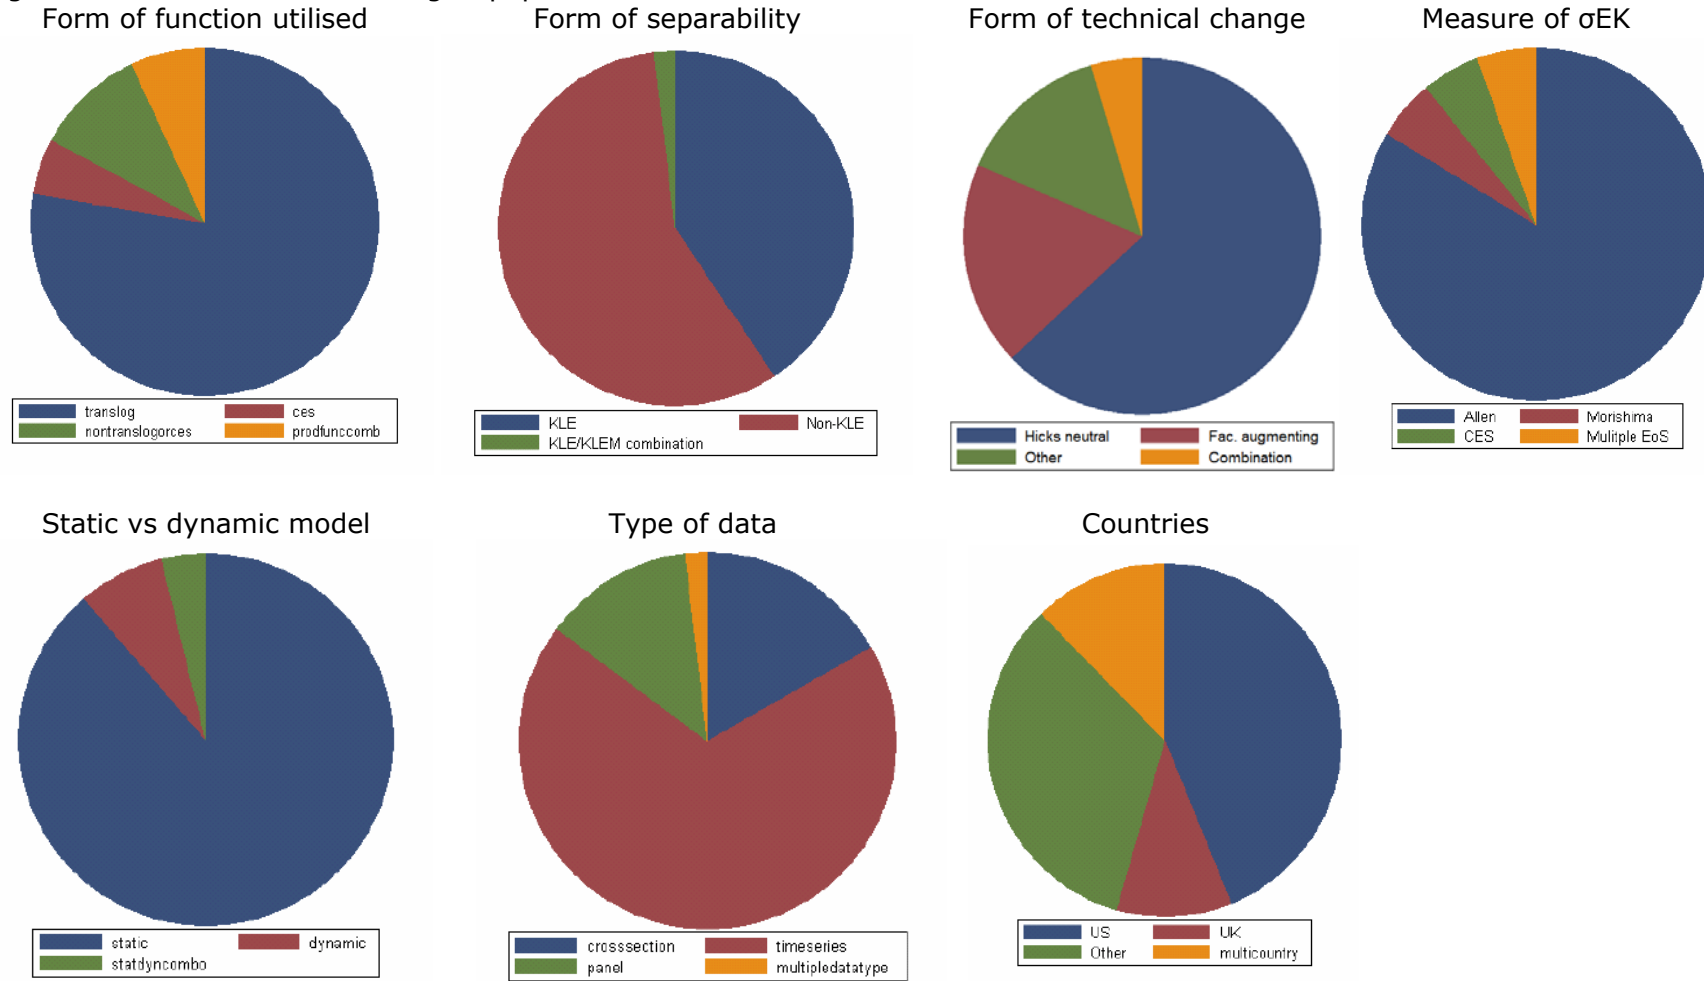 Form of function utilised
Form of separability
Form of technical change
Measure of σEK
translog
ces
nontranslogorces
prodfunccomb
KLE
Non-KLE
KLE/KLEM combination
Hicks neutral
Fac. augmenting
Other
Combination
Allen
Morishima
CES
Mulitple EoS
Static vs dynamic model
Type of data
Countries
static
dynamic
statdyncombo
crosssection
timeseries
panel
multipledatatype
US
UK
Other
multicountry